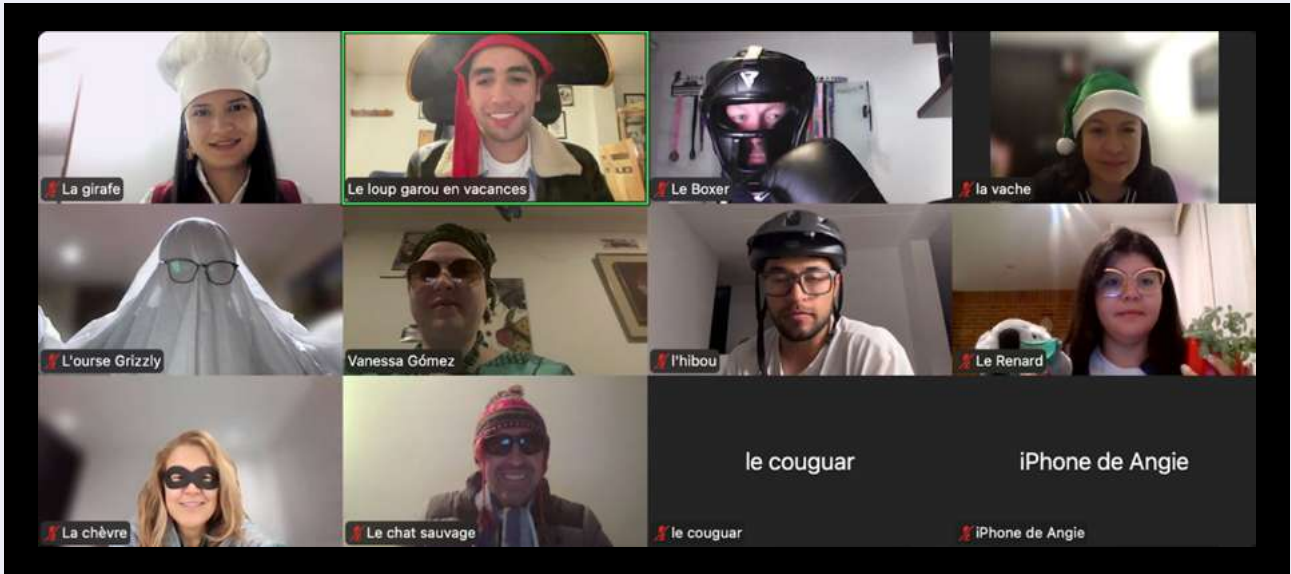 La girafe
Le loup garou en vacances
Le Boxer
la vache
L'ourse Grizzly
Vanessa Gómez
l'hibou
Le Renard
La chèvre
Le chat sauvage
le couguar
le couguar
iPhone de Angie
iPhone de Angie